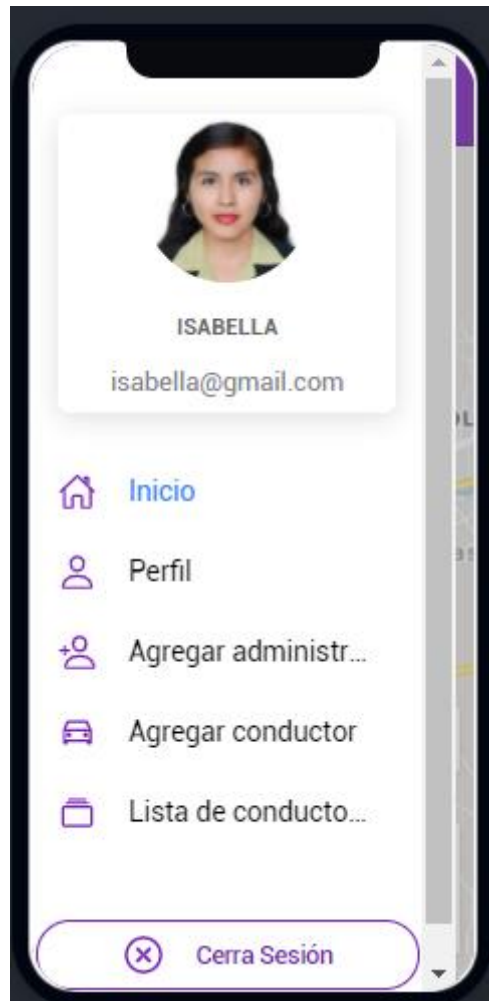 ISABELLA
isabella@gmail.com
Inicio
Perfil
Agregar administr...
Agregar conductor
Lista de conducto...
Cerra Sesión